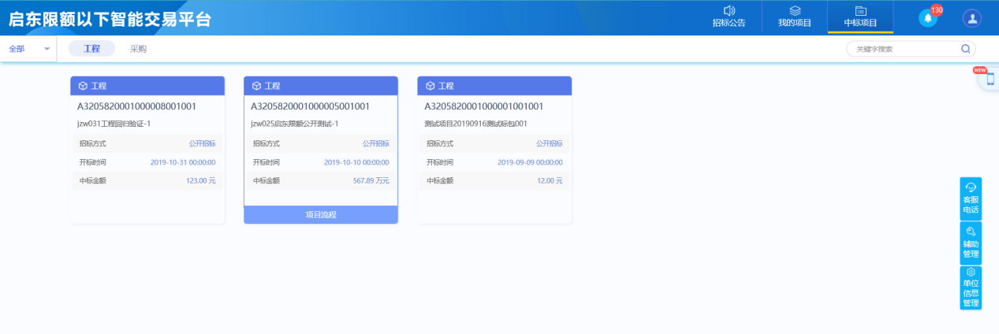 启东限额以下智能交易平台
招标公告
我的项目
中标项目
130
全部
工程
采购
关键字搜索
NEW
工程
A3205820001000008001001
jzw031工程回归验证-1
招标方式 公开招标
开标时间 2019-10-31 00:00:00
中标金额 123.00 元
工程
A3205820001000005001001
jzw025启东限额公开测试-1
招标方式 公开招标
开标时间 2019-10-10 00:00:00
中标金额 567.89 万元
项目流程
工程
A3205820001000001001001
测试项目20190916测试标包001
招标方式 公开招标
开标时间 2019-09-09 00:00:00
中标金额 12.00 元
客服
电话
辅助
管理
单位
信息
管理